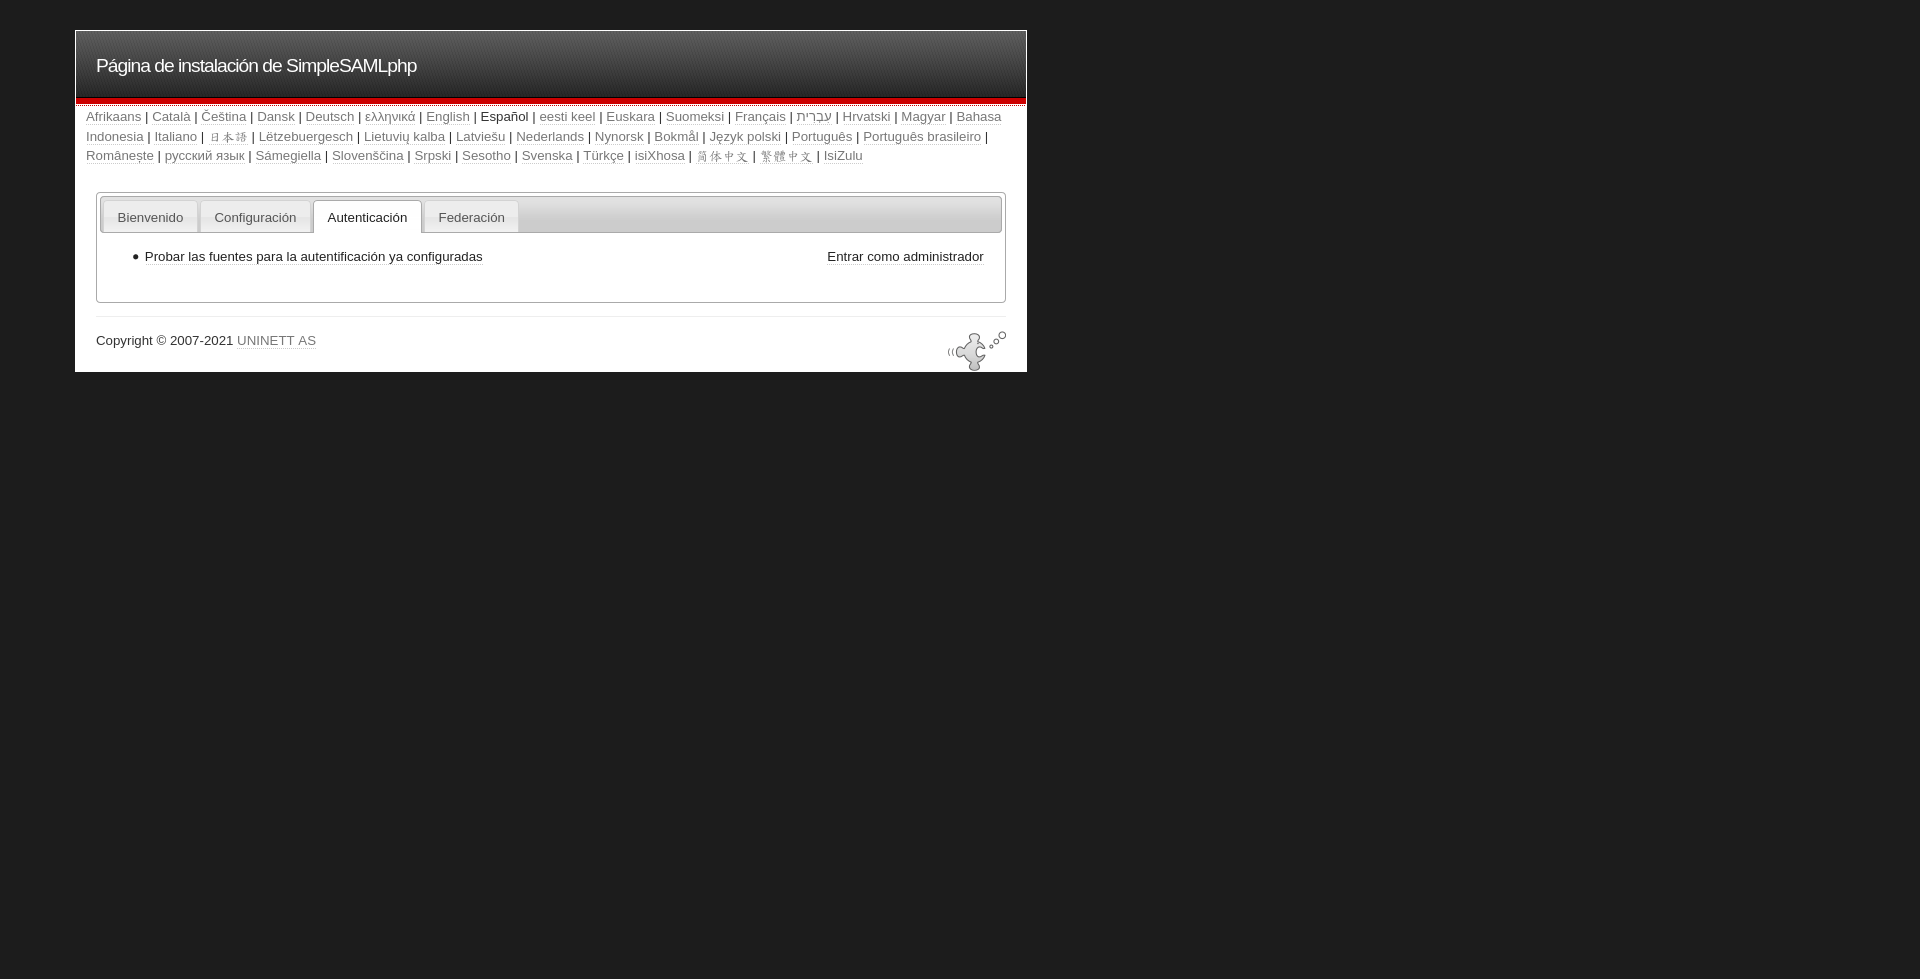 Página de instalación de SimpleSAMLphp
Afrikaans | Català | Čeština | Dansk | Deutsch | ελληνικά | English | Español | eesti keel | Euskara | Suomeksi | Français | עִבְרִית | Hrvatski | Magyar | Bahasa
Indonesia | Italiano | 日本語 | Lëtzebuergesch | Lietuvių kalba | Latviešu | Nederlands | Nynorsk | Bokmål | Język polski | Português | Português brasileiro |
Românește | русский язык | Sámegiella | Slovenščina | Srpski | Sesotho | Svenska | Türkçe | isiXhosa | 简体中文 | 繁體中文 | IsiZulu
Bienvenido Configuración Autenticación Federación
• Probar las fuentes para la autentificación ya configuradas Entrar como administrador
Copyright © 2007-2021 UNINETT AS